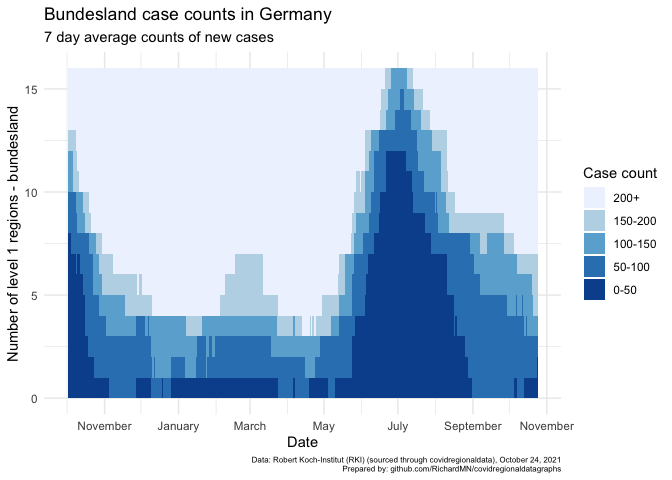 Bundesland case counts in Germany
7 day average counts of new cases
Number of level 1 regions - bundesland
15
10
5
0
November January March May July September November
Date
Case count
200+
150-200
100-150
50-100
0-50
Data: Robert Koch-Institut (RKI) (sourced through covidregionaldata), October 24, 2021
Prepared by: github.com/RichardMN/covidregionaldatagraphs